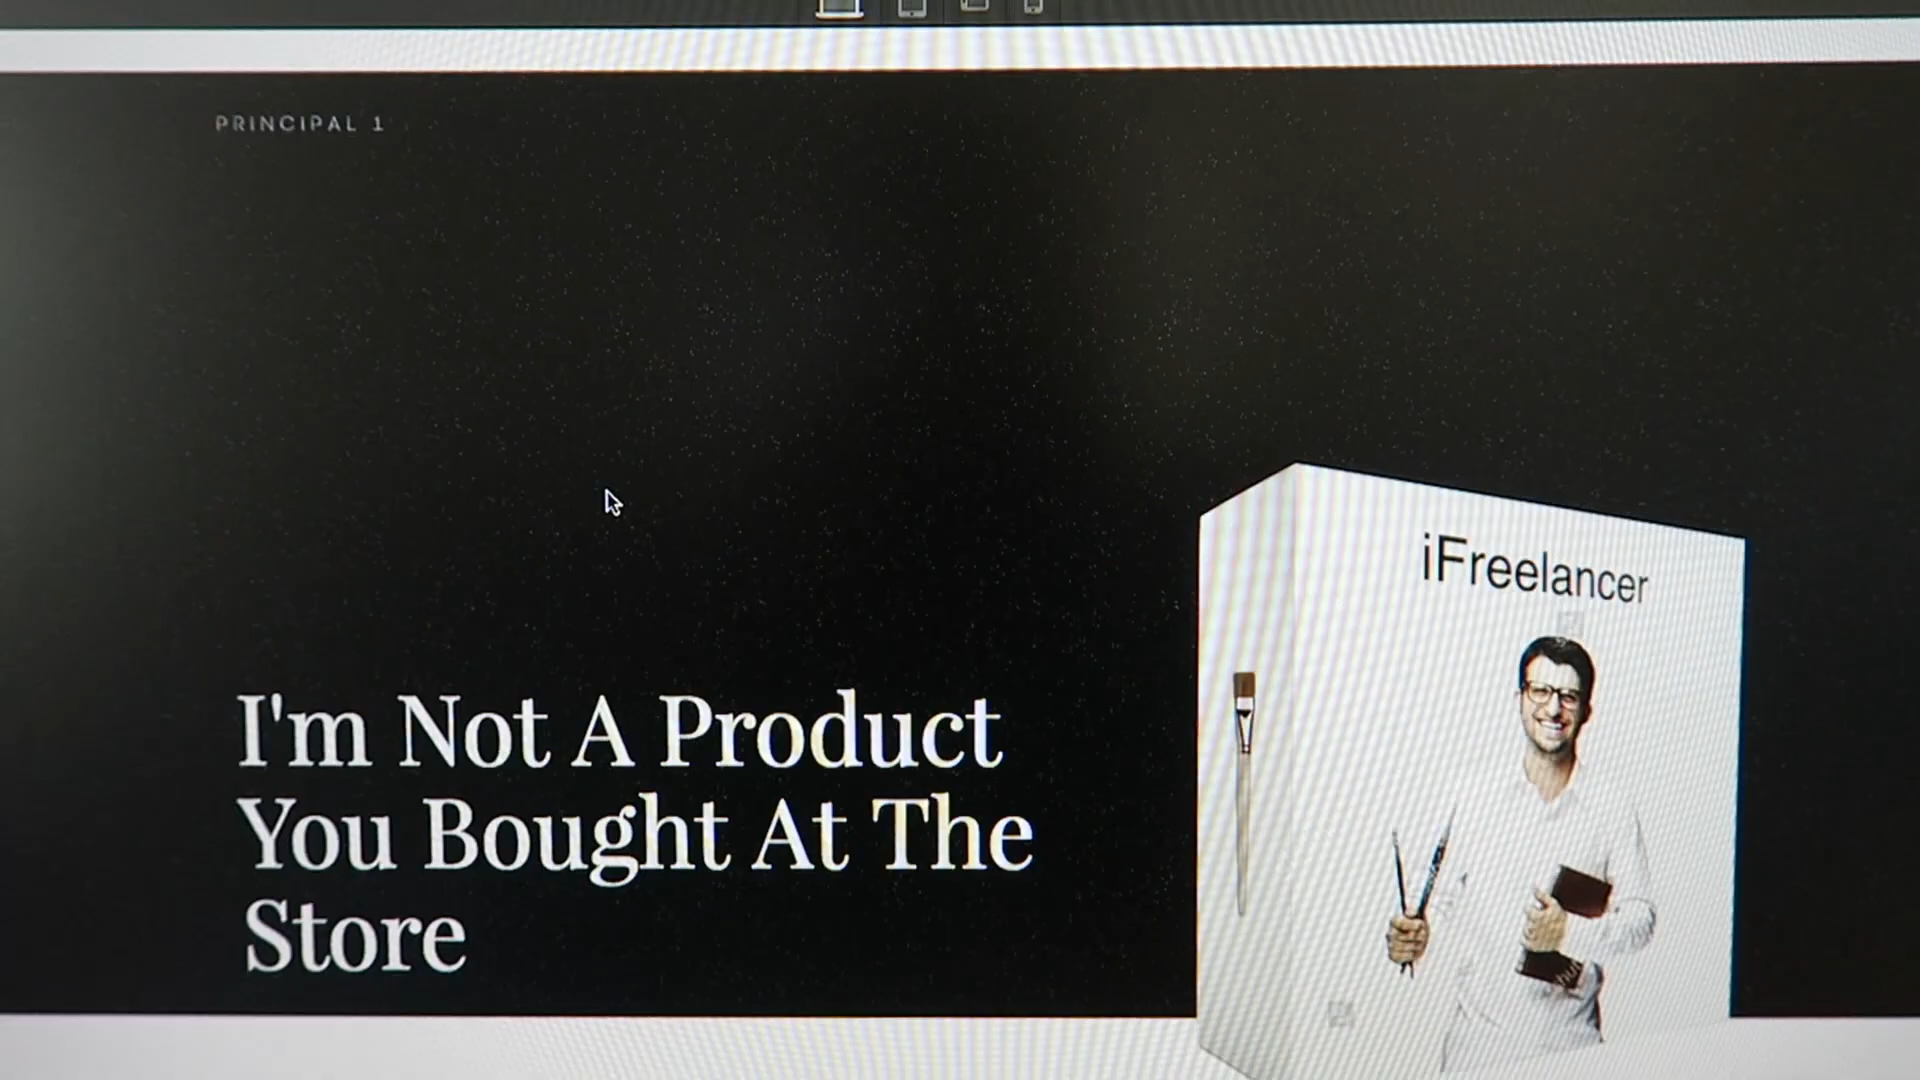 PRINCIPAL 1
iFreelancer
I'm Not A Product
You Bought At The
Store